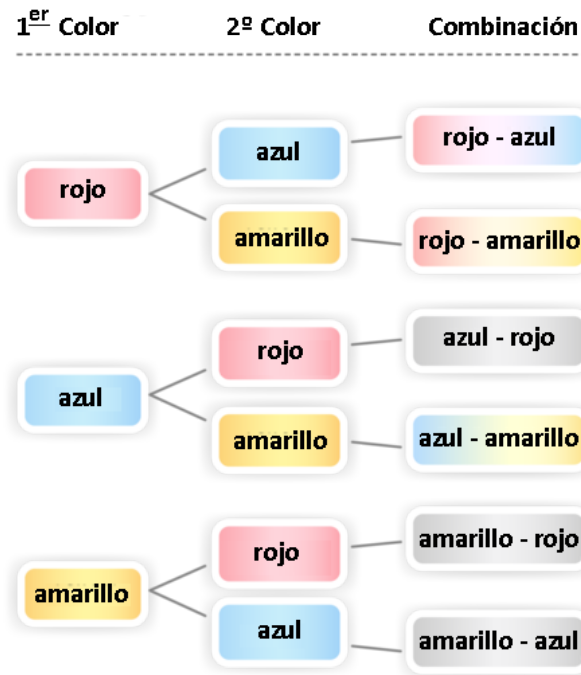 1er Color 2º Color Combinación
rojo
azul
rojo - azul
amarillo
rojo - amarillo
azul
rojo
azul - rojo
amarillo
azul - amarillo
amarillo
rojo
amarillo - rojo
azul
amarillo - azul